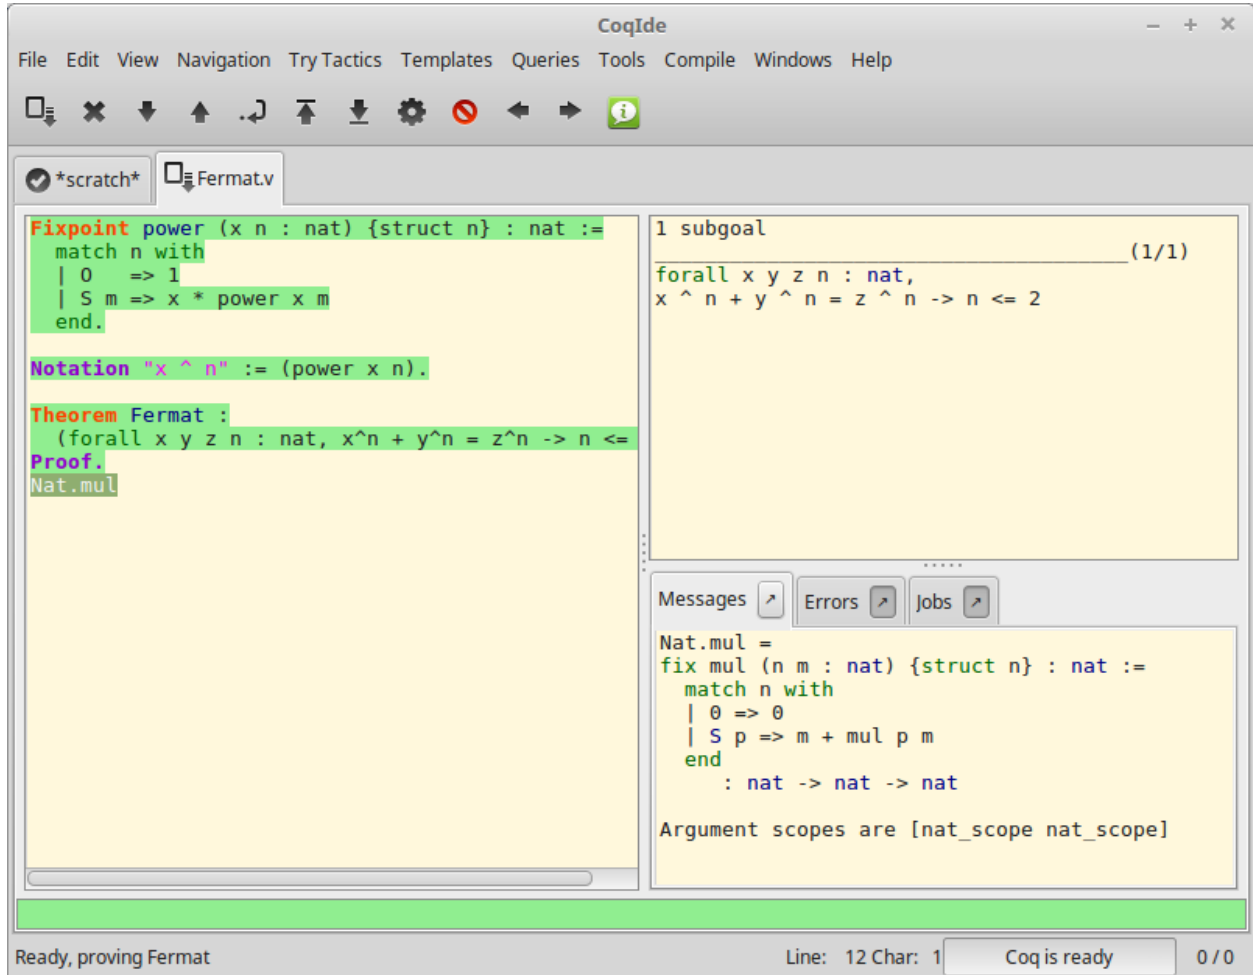 CoqIde
File Edit View Navigation Try Tactics Templates Queries Tools Compile Windows Help
*scratch* Fermat.v
Fixpoint power (x n : nat) {struct n} : nat :=
  match n with
  | O   => 1
  | S m => x * power x m
  end.
Notation "x ^ n" := (power x n).
Theorem Fermat :
  (forall x y z n : nat, x^n + y^n = z^n -> n <=
Proof.
Nat.mul
1 subgoal
______________________________________(1/1)
forall x y z n : nat,
x ^ n + y ^ n = z ^ n -> n <= 2
Messages Errors Jobs
Nat.mul =
fix mul (n m : nat) {struct n} : nat :=
  match n with
  | 0 => 0
  | S p => m + mul p m
  end
     : nat -> nat -> nat
Argument scopes are [nat_scope nat_scope]
Ready, proving Fermat Line: 12 Char: 1 Coq is ready 0 / 0